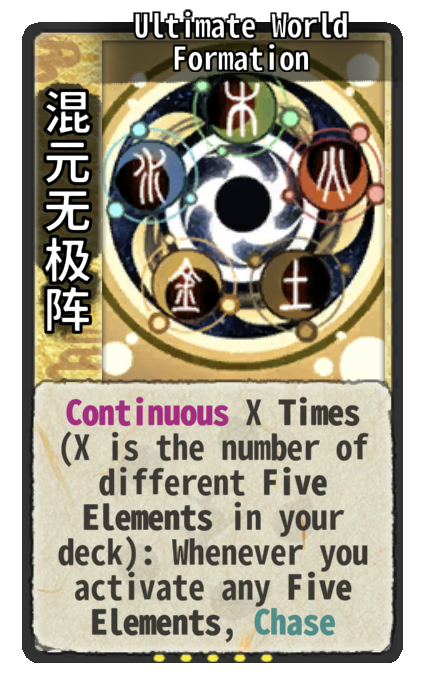 Ultimate World
Formation
混元无极阵
木
水
火
金
土
Continuous X Times
(X is the number of
different Five
Elements in your
deck): Whenever you
activate any Five
Elements, Chase